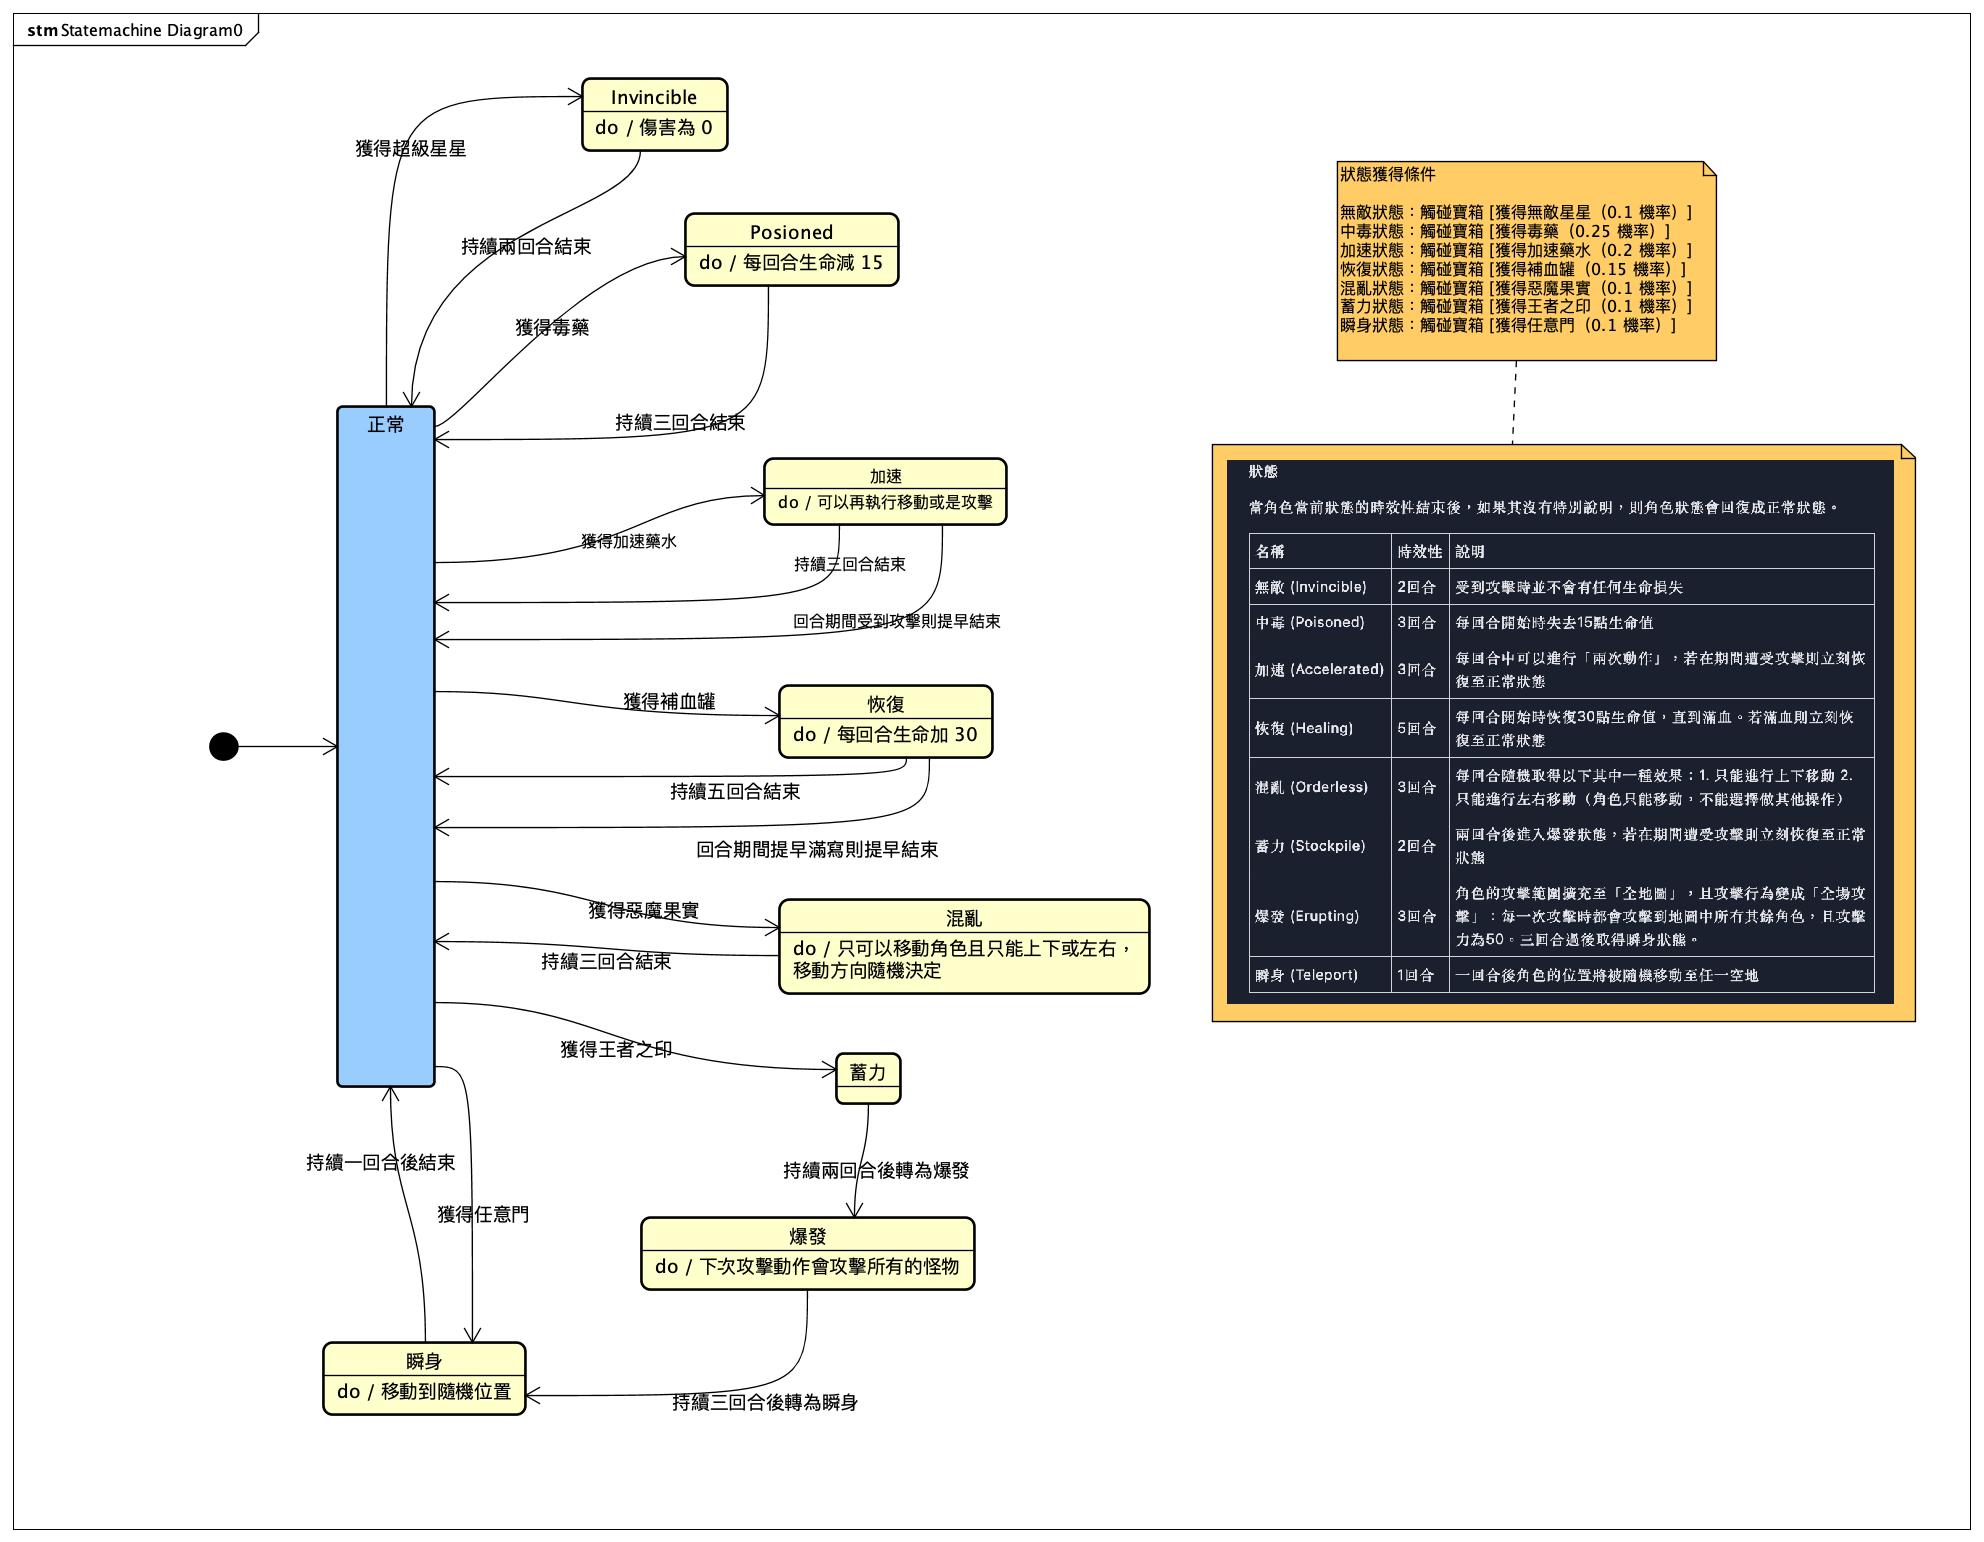 stm Statemachine Diagram0
Invincible
do / 傷害為 0
獲得超級星星
持續兩回合結束
Posioned
do / 每回合生命減 15
獲得毒藥
持續三回合結束
正常
加速
do / 可以再執行移動或是攻擊
獲得加速藥水
持續三回合結束
回合期間受到攻擊則提早結束
恢復
do / 每回合生命加 30
獲得補血罐
持續五回合結束
回合期間提早滿寫則提早結束
混亂
do / 只可以移動角色且只能上下或左右，
移動方向隨機決定
獲得惡魔果實
持續三回合結束
獲得王者之印
蓄力
持續兩回合後轉為爆發
爆發
do / 下次攻擊動作會攻擊所有的怪物
持續三回合後轉為瞬身
持續一回合後結束
獲得任意門
瞬身
do / 移動到隨機位置
狀態獲得條件
無敵狀態：觸碰寶箱 [獲得無敵星星（0.1 機率）]
中毒狀態：觸碰寶箱 [獲得毒藥（0.25 機率）]
加速狀態：觸碰寶箱 [獲得加速藥水（0.2 機率）]
恢復狀態：觸碰寶箱 [獲得補血罐（0.15 機率）]
混亂狀態：觸碰寶箱 [獲得惡魔果實（0.1 機率）]
蓄力狀態：觸碰寶箱 [獲得王者之印（0.1 機率）]
瞬身狀態：觸碰寶箱 [獲得任意門（0.1 機率）]
狀態
當角色當前狀態的時效性結束後，如果其沒有特別說明，則角色狀態會回復成正常狀態。
名稱 時效性 說明
無敵 (Invincible) 2回合 受到攻擊時並不會有任何生命損失
中毒 (Poisoned) 3回合 每回合開始時失去15點生命值
加速 (Accelerated) 3回合 每回合中可以進行「兩次動作」，若在期間遭受攻擊則立刻恢
復至正常狀態
恢復 (Healing) 5回合 每回合開始時恢復30點生命值，直到滿血。若滿血則立刻恢
復至正常狀態
混亂 (Orderless) 3回合 每回合隨機取得以下其中一種效果：1. 只能進行上下移動 2.
只能進行左右移動（角色只能移動，不能選擇做其他操作）
蓄力 (Stockpile) 2回合 兩回合後進入爆發狀態，若在期間遭受攻擊則立刻恢復至正常
狀態
爆發 (Erupting) 3回合 角色的攻擊範圍擴充至「全地圖」，且攻擊行為變成「全場攻
擊」：每一次攻擊時都會攻擊到地圖中所有其餘角色，且攻擊
力為50。三回合過後取得瞬身狀態。
瞬身 (Teleport) 1回合 一回合後角色的位置將被隨機移動至任一空地